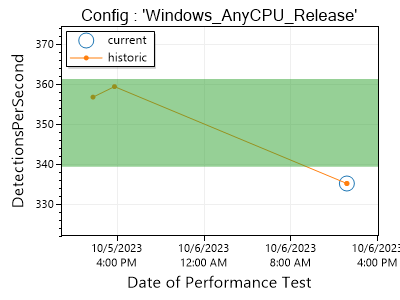 Config : 'Windows_AnyCPU_Release'
current
historic
370
360
350
340
330
DetectionsPerSecond
10/5/2023 10/6/2023 10/6/2023 10/6/2023
4:00 PM 12:00 AM 8:00 AM 4:00 PM
Date of Performance Test